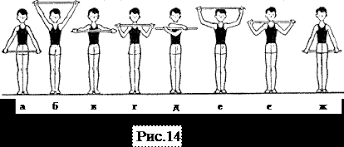 а б в г д е е ж
Рис.14